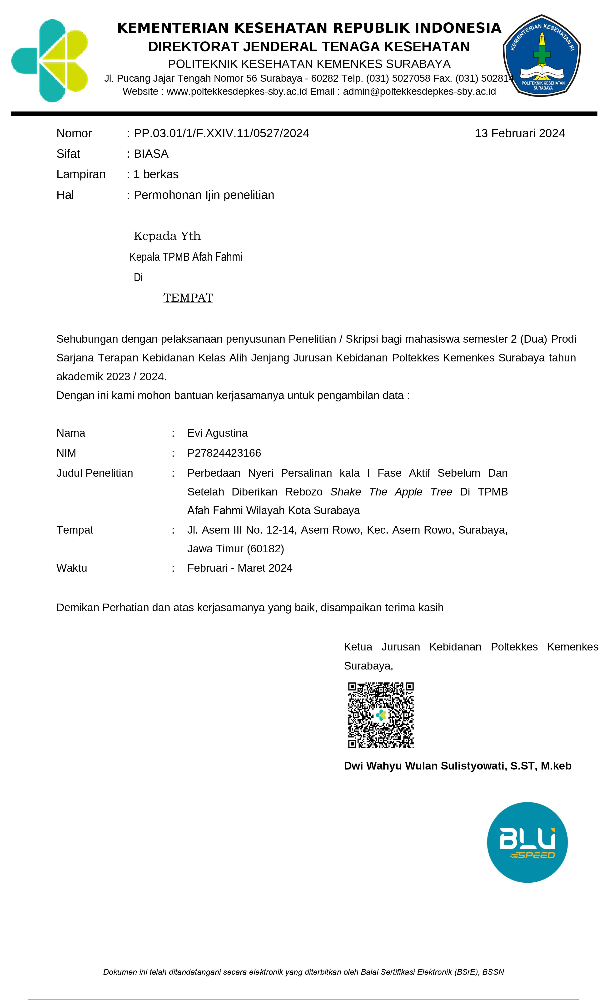 KEMENTERIAN KESEHATAN REPUBLIK INDONESIA
DIREKTORAT JENDERAL TENAGA KESEHATAN
POLITEKNIK KESEHATAN KEMENKES SURABAYA
Jl. Pucang Jajar Tengah Nomor 56 Surabaya - 60282 Telp. (031) 5027058 Fax. (031) 502814
Website : www.poltekkesdepkes-sby.ac.id Email : admin@poltekkesdepkes-sby.ac.id
KEMENTERIAN KESEHATAN RI
POLITEKNIK KESEHATAN
SURABAYA
Nomor : PP.03.01/1/F.XXIV.11/0527/2024 13 Februari 2024
Sifat : BIASA
Lampiran : 1 berkas
Hal : Permohonan Ijin penelitian
Kepada Yth
Kepala TPMB Afah Fahmi
Di
TEMPAT
Sehubungan dengan pelaksanaan penyusunan Penelitian / Skripsi bagi mahasiswa semester 2 (Dua) Prodi
Sarjana Terapan Kebidanan Kelas Alih Jenjang Jurusan Kebidanan Poltekkes Kemenkes Surabaya tahun
akademik 2023 / 2024.
Dengan ini kami mohon bantuan kerjasamanya untuk pengambilan data :
Nama : Evi Agustina
NIM : P27824423166
Judul Penelitian : Perbedaan Nyeri Persalinan kala I Fase Aktif Sebelum Dan
Setelah Diberikan Rebozo Shake The Apple Tree Di TPMB
Afah Fahmi Wilayah Kota Surabaya
Tempat : Jl. Asem III No. 12-14, Asem Rowo, Kec. Asem Rowo, Surabaya,
Jawa Timur (60182)
Waktu : Februari - Maret 2024
Demikan Perhatian dan atas kerjasamanya yang baik, disampaikan terima kasih
Ketua Jurusan Kebidanan Poltekkes Kemenkes
Surabaya,
Dwi Wahyu Wulan Sulistyowati, S.ST, M.keb
BLU
SPEED
Dokumen ini telah ditandatangani secara elektronik yang diterbitkan oleh Balai Sertifikasi Elektronik (BSrE), BSSN